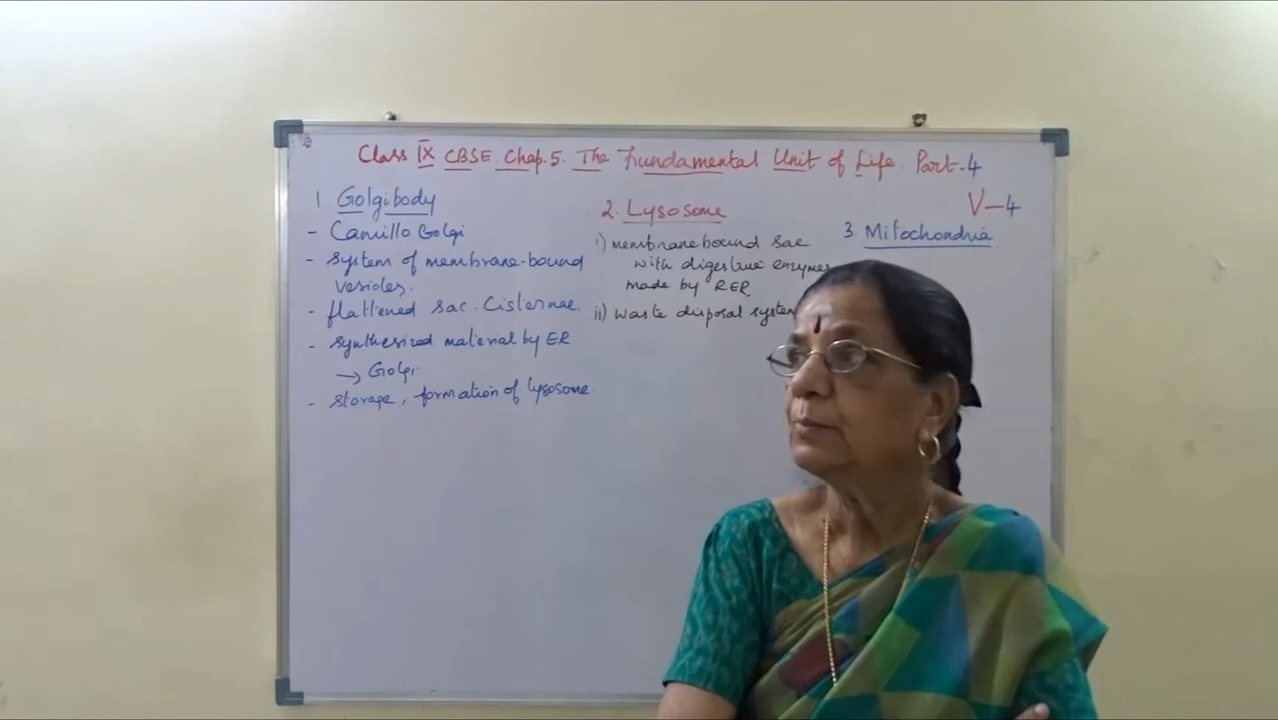 Class IX CBSE Chap.5. The Fundamental Unit of Life. Part.4
V-4
1 Golgibody
- Camillo Golgi
- System of membrane-bound
vesicles.
- flattened sac. Cisternae.
- synthesized material by ER
→ Golgi
- storage, formation of lysosome
2. Lysosome
i) membrane bound sac
with digestive enzymes
made by RER
ii) waste disposal system
3. Mitochondria